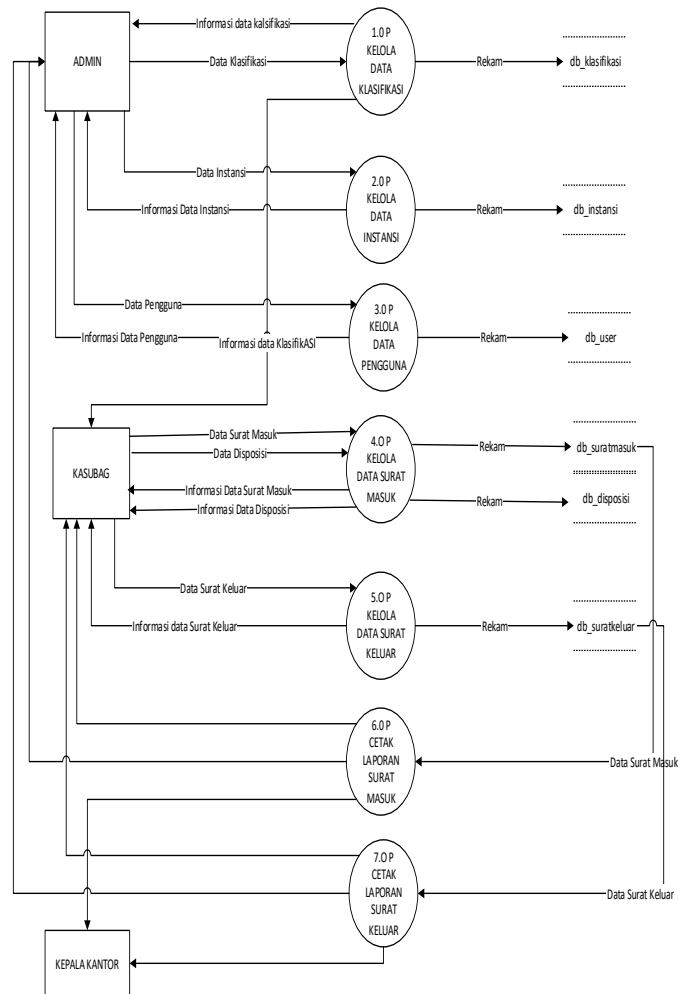 Informasi data kalsifikasi
ADMIN
Data Klasifikasi
1.0 P
KELOLA
DATA
KLASIFIKASI
Rekam
db_klasifikasi
Data Instansi
Informasi Data Instansi
2.0 P
KELOLA
DATA
INSTANSI
Rekam
db_instansi
Data Pengguna
Informasi Data Pengguna
Informasi data KlasifikASI
3.0 P
KELOLA
DATA
PENGGUNA
Rekam
db_user
KASUBAG
Data Surat Masuk
Data Disposisi
Informasi Data Surat Masuk
Informasi Data Disposisi
4.O P
KELOLA
DATA SURAT
MASUK
Rekam
db_suratmasuk
Rekam
db_disposisi
Data Surat Keluar
Informasi data Surat Keluar
5.O P
KELOLA
DATA SURAT
KELUAR
Rekam
db_suratkeluar
6.0 P
CETAK
LAPORAN
SURAT
MASUK
Data Surat Masuk
7.O P
CETAK
LAPORAN
SURAT
KELUAR
Data Surat Keluar
KEPALA KANTOR